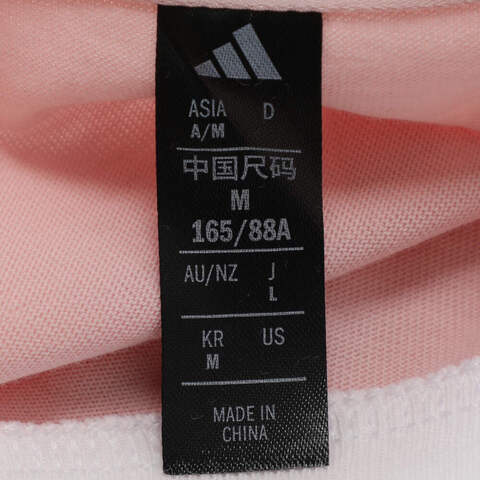 ASIA D
A/M
中国尺码
M
165/88A
AU/NZ J
L
KR US
M
MADE IN
CHINA